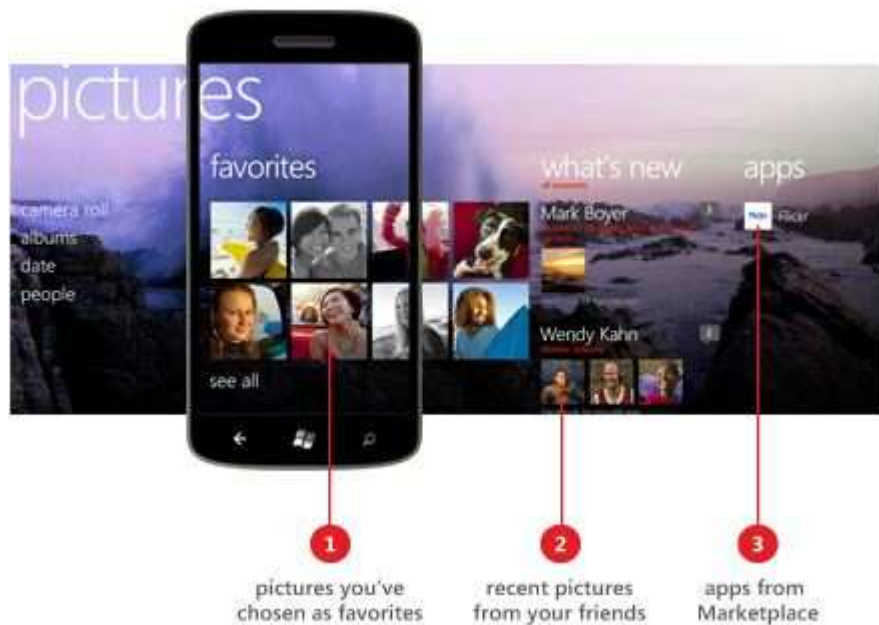 pictures
favorites
what's new
apps
camera roll
albums
date
people
Mark Boyer
Flickr
Wendy Kahn
see all
1
2
3
pictures you've
chosen as favorites
recent pictures
from your friends
apps from
Marketplace